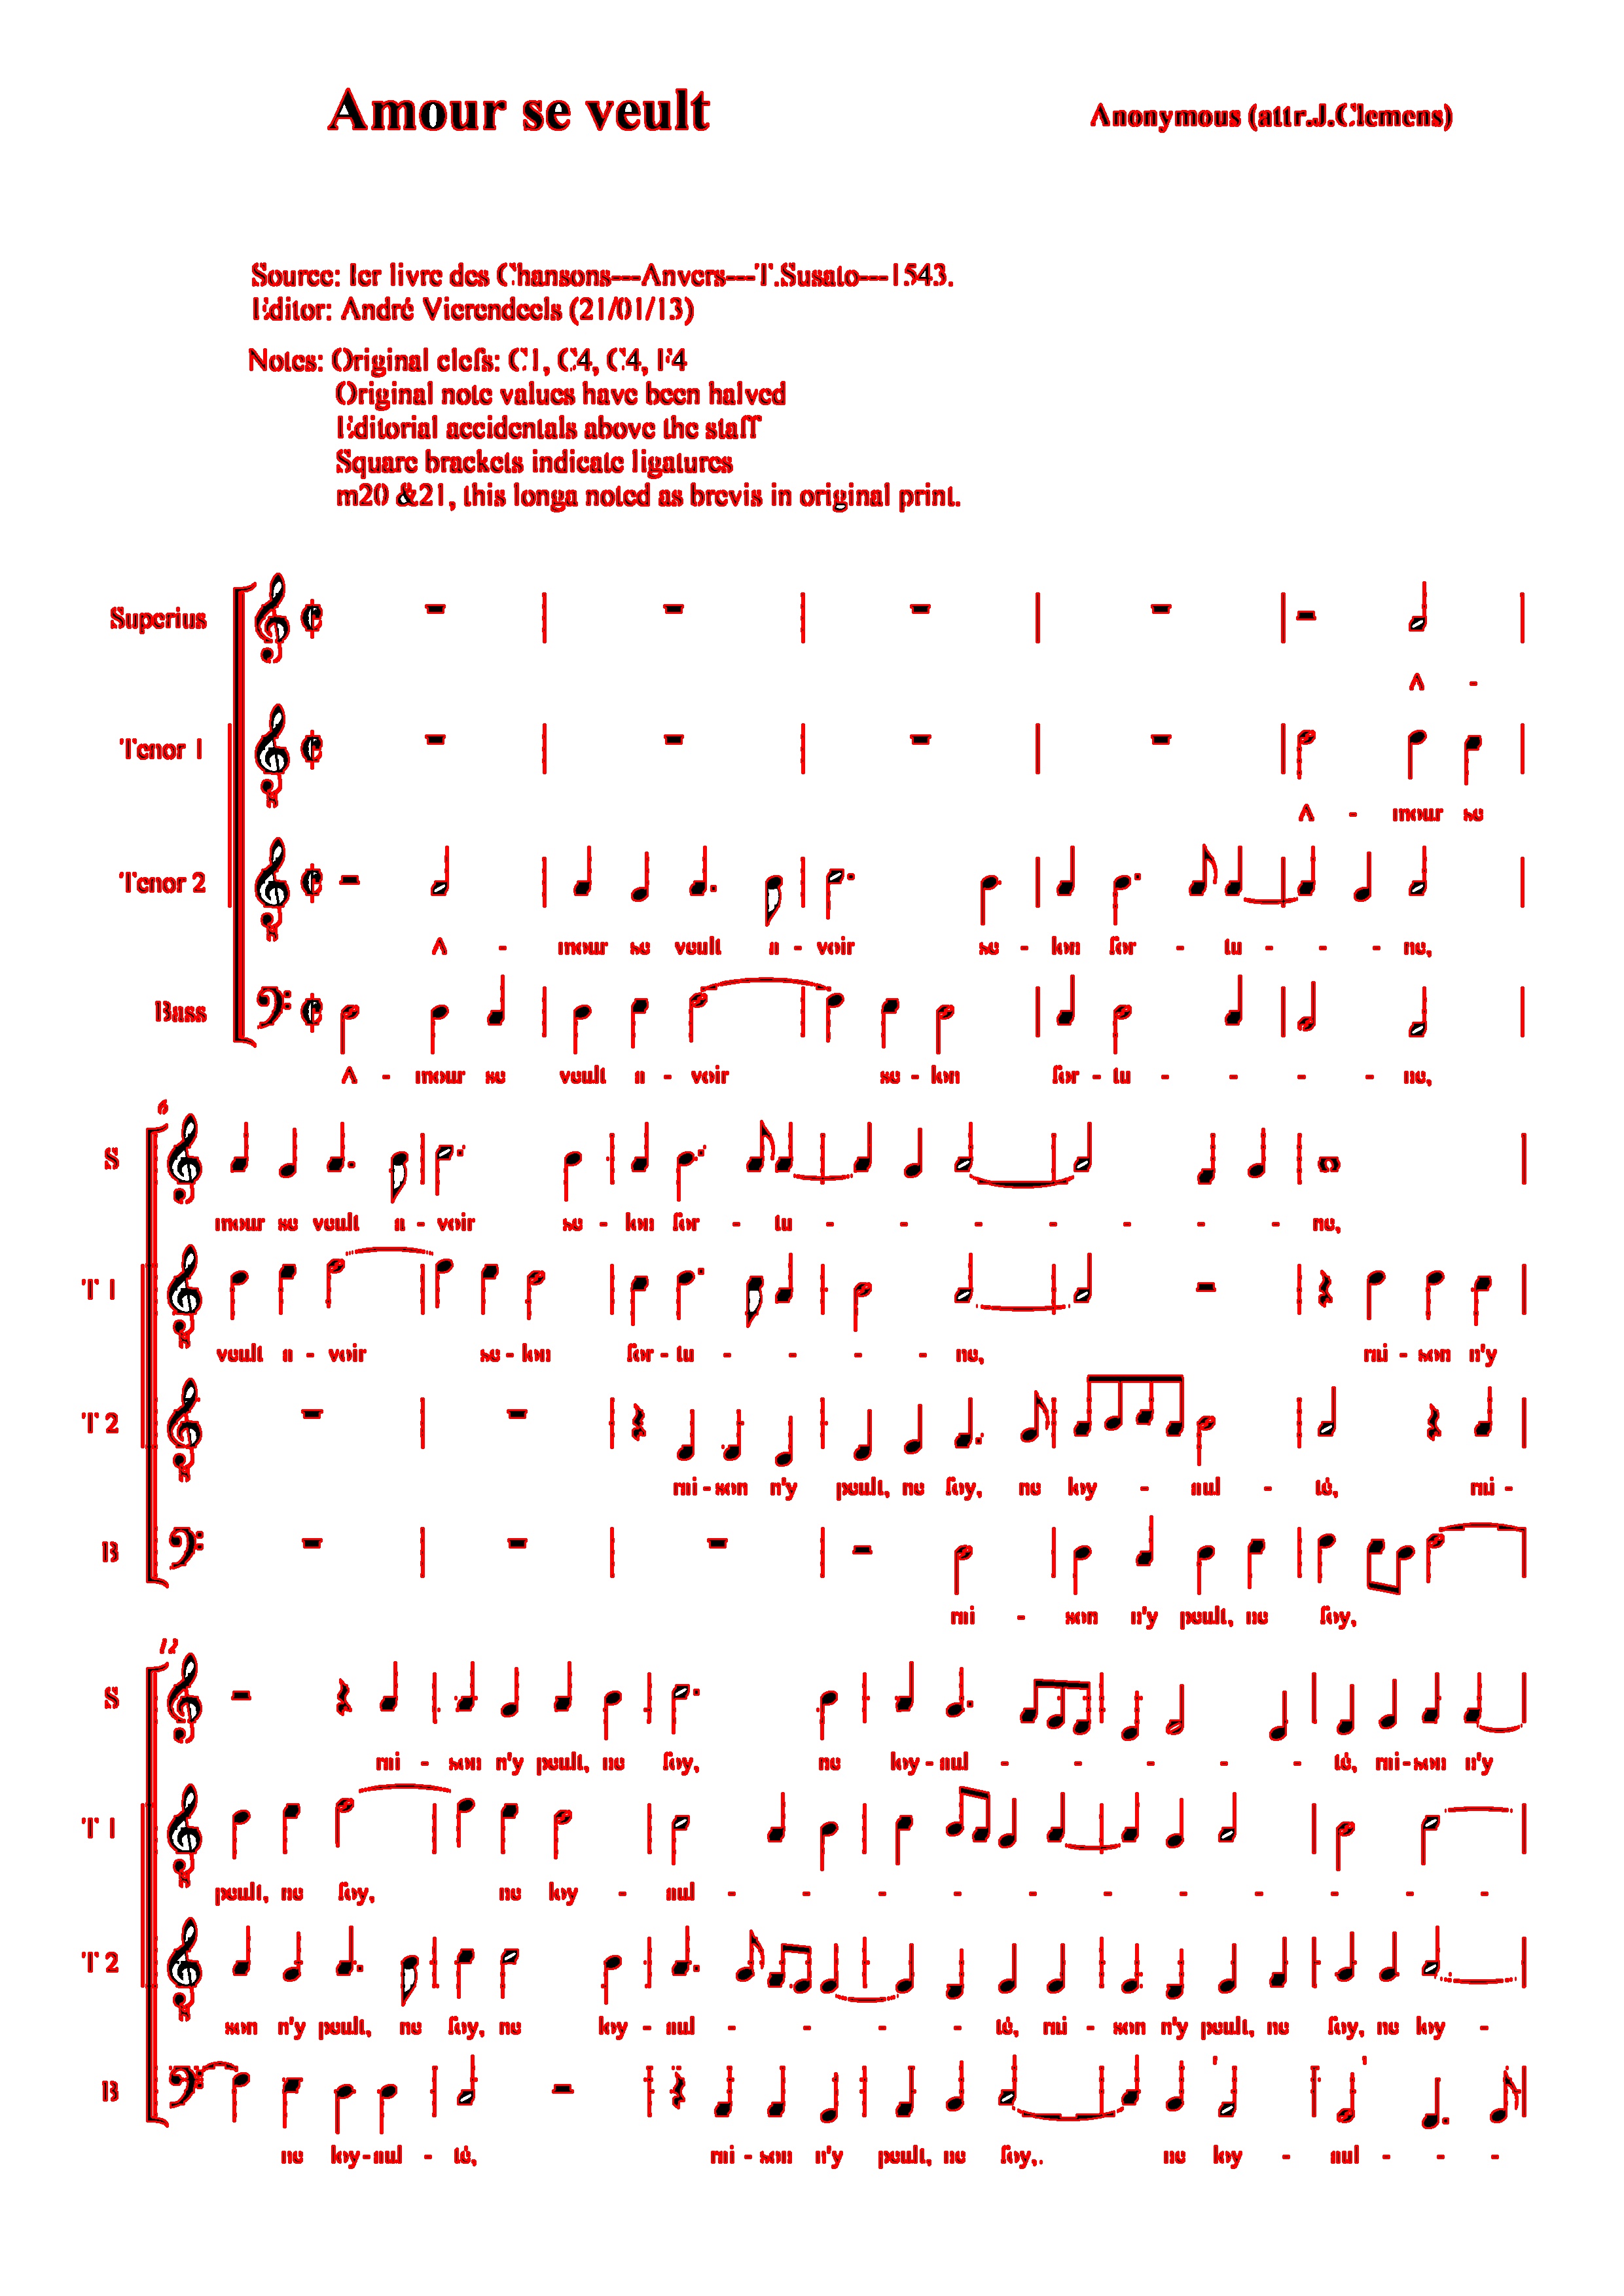 Amour se veult
Anonymous (attr.J.Clemens)
Source: Ier livre des Chansons---Anvers---T.Susato---1543.
Editor: André Vierendeels (21/01/13)
Notes: Original clefs: C1, C4, C4, F4
Original note values have been halved
Editorial accidentals above the staff
Square brackets indicate ligatures
m20 &21, this longa noted as brevis in original print.
Superius
A -
Tenor 1
A - mour se
Tenor 2
A - mour se veult a - voir se - lon for - tu - - - ne,
Bass
A - mour se veult a - voir se - lon for - tu - - - - ne,
6
S
mour se veult a - voir se - lon for - tu - - - - - - - ne,
T 1
veult a - voir se - lon for - tu - - - - ne, mi - son n'y
T 2
mi - son n'y peult, ne foy, ne loy - aul - té, mi -
B
mi - son n'y peult, ne foy,
12
S
mi - son n'y peult, ne foy, ne loy - aul - - - - - té, mi - son n'y
T 1
peult, ne foy, ne loy - aul - - - - - - - - - - -
T 2
son n'y peult, ne foy, ne loy - aul - - - - té, mi - son n'y peult, ne foy, ne loy -
B
ne loy - aul - té, mi - son n'y peult, ne foy,. ne loy - aul - - -